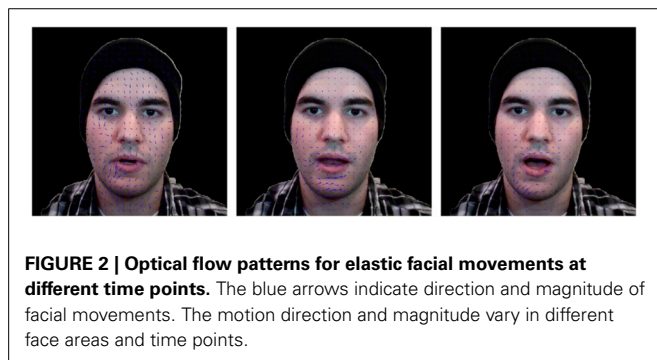 FIGURE 2 | Optical flow patterns for elastic facial movements at
different time points. The blue arrows indicate direction and magnitude of
facial movements. The motion direction and magnitude vary in different
face areas and time points.